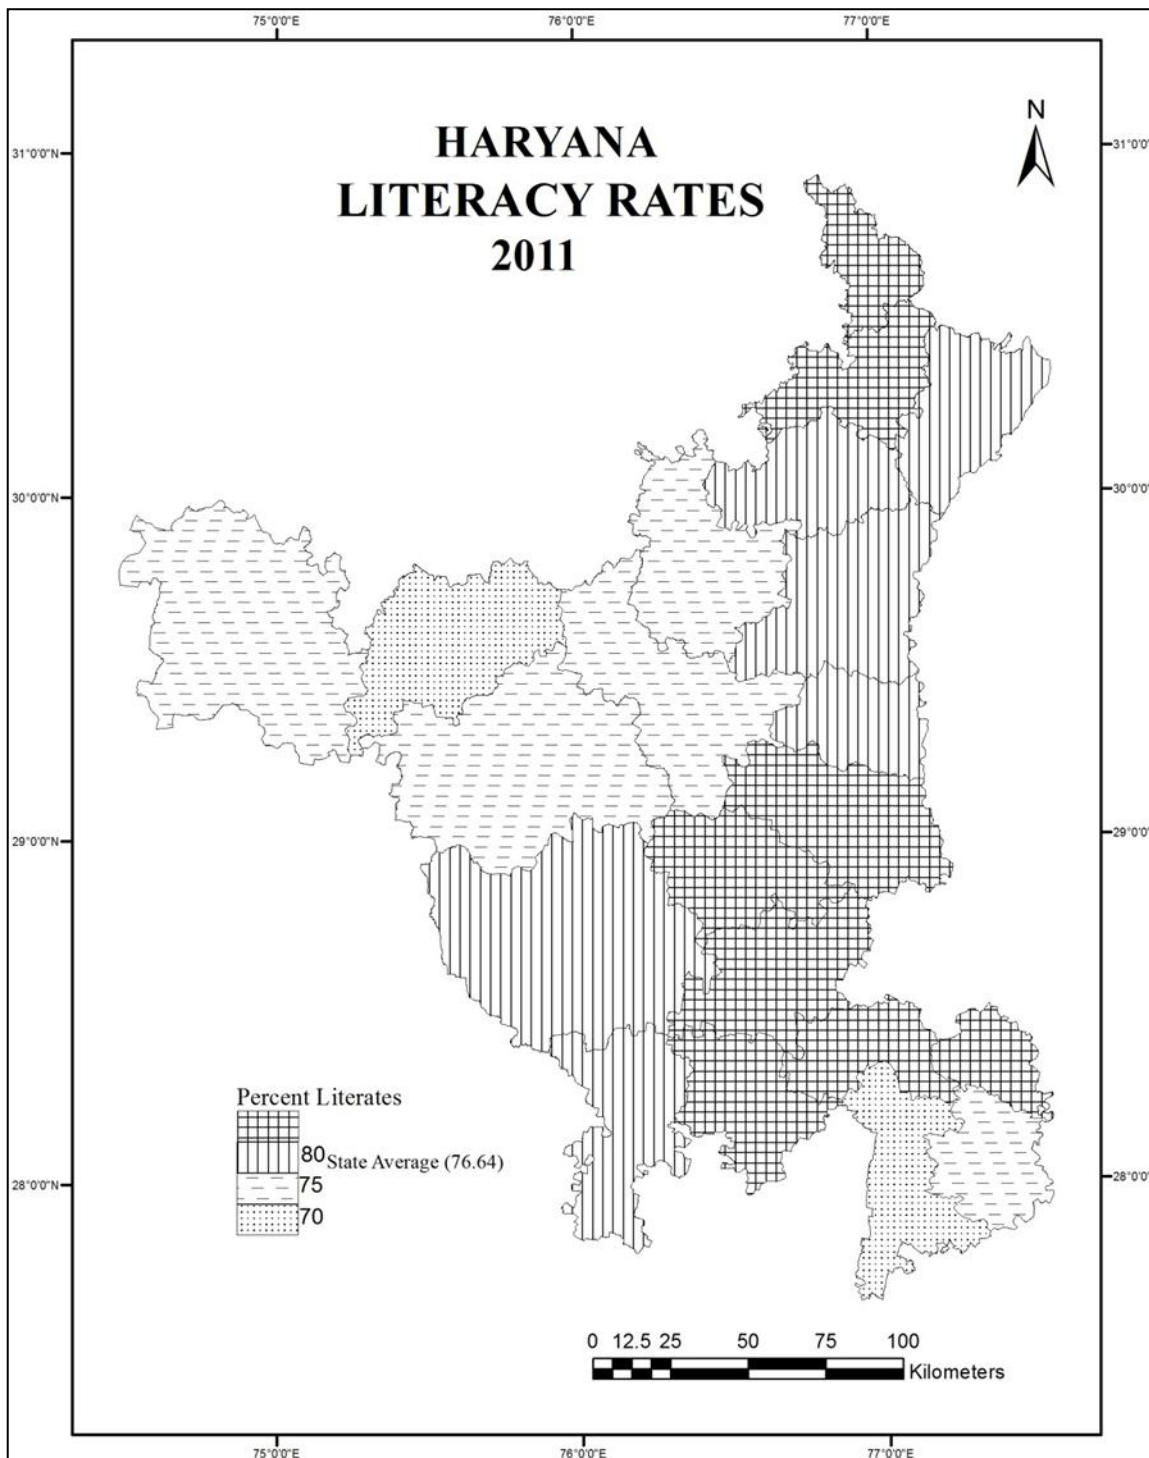 75°0'0"E 76°0'0"E 77°0'0"E
HARYANA
LITERACY RATES
2011
N
31°0'0"N 31°0'0"N
30°0'0"N 30°0'0"N
29°0'0"N 29°0'0"N
28°0'0"N 28°0'0"N
Percent Literates
80 State Average (76.64)
75
70
0 12.5 25 50 75 100
Kilometers
75°0'0"E 76°0'0"E 77°0'0"E